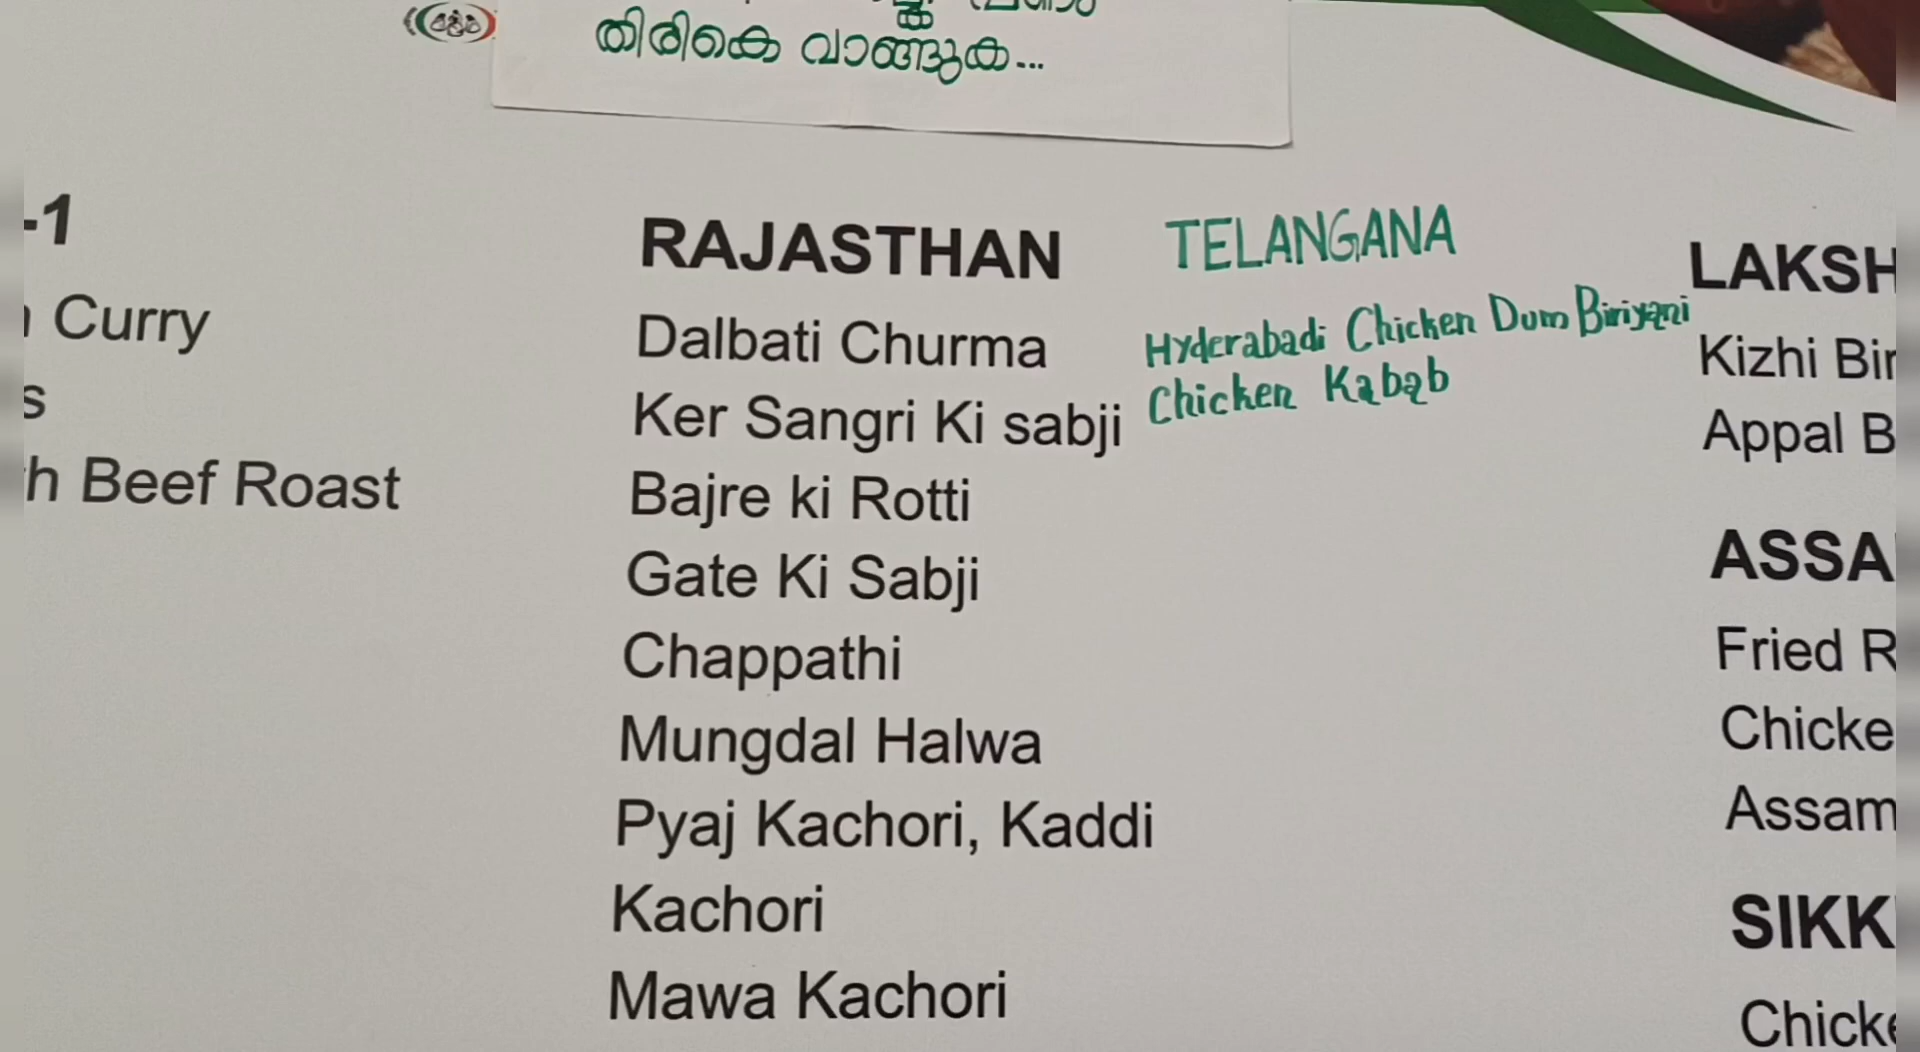 തിരികെ വാങ്ങുക...
-1
Curry
s
h Beef Roast
RAJASTHAN
Dalbati Churma
Ker Sangri Ki sabji
Bajre ki Rotti
Gate Ki Sabji
Chappathi
Mungdal Halwa
Pyaj Kachori, Kaddi
Kachori
Mawa Kachori
TELANGANA
Hyderabadi Chicken Dum Biriyani
Chicken Kabab
LAKSH
Kizhi Bir
Appal B
ASSA
Fried R
Chicke
Assam
SIKK
Chicke